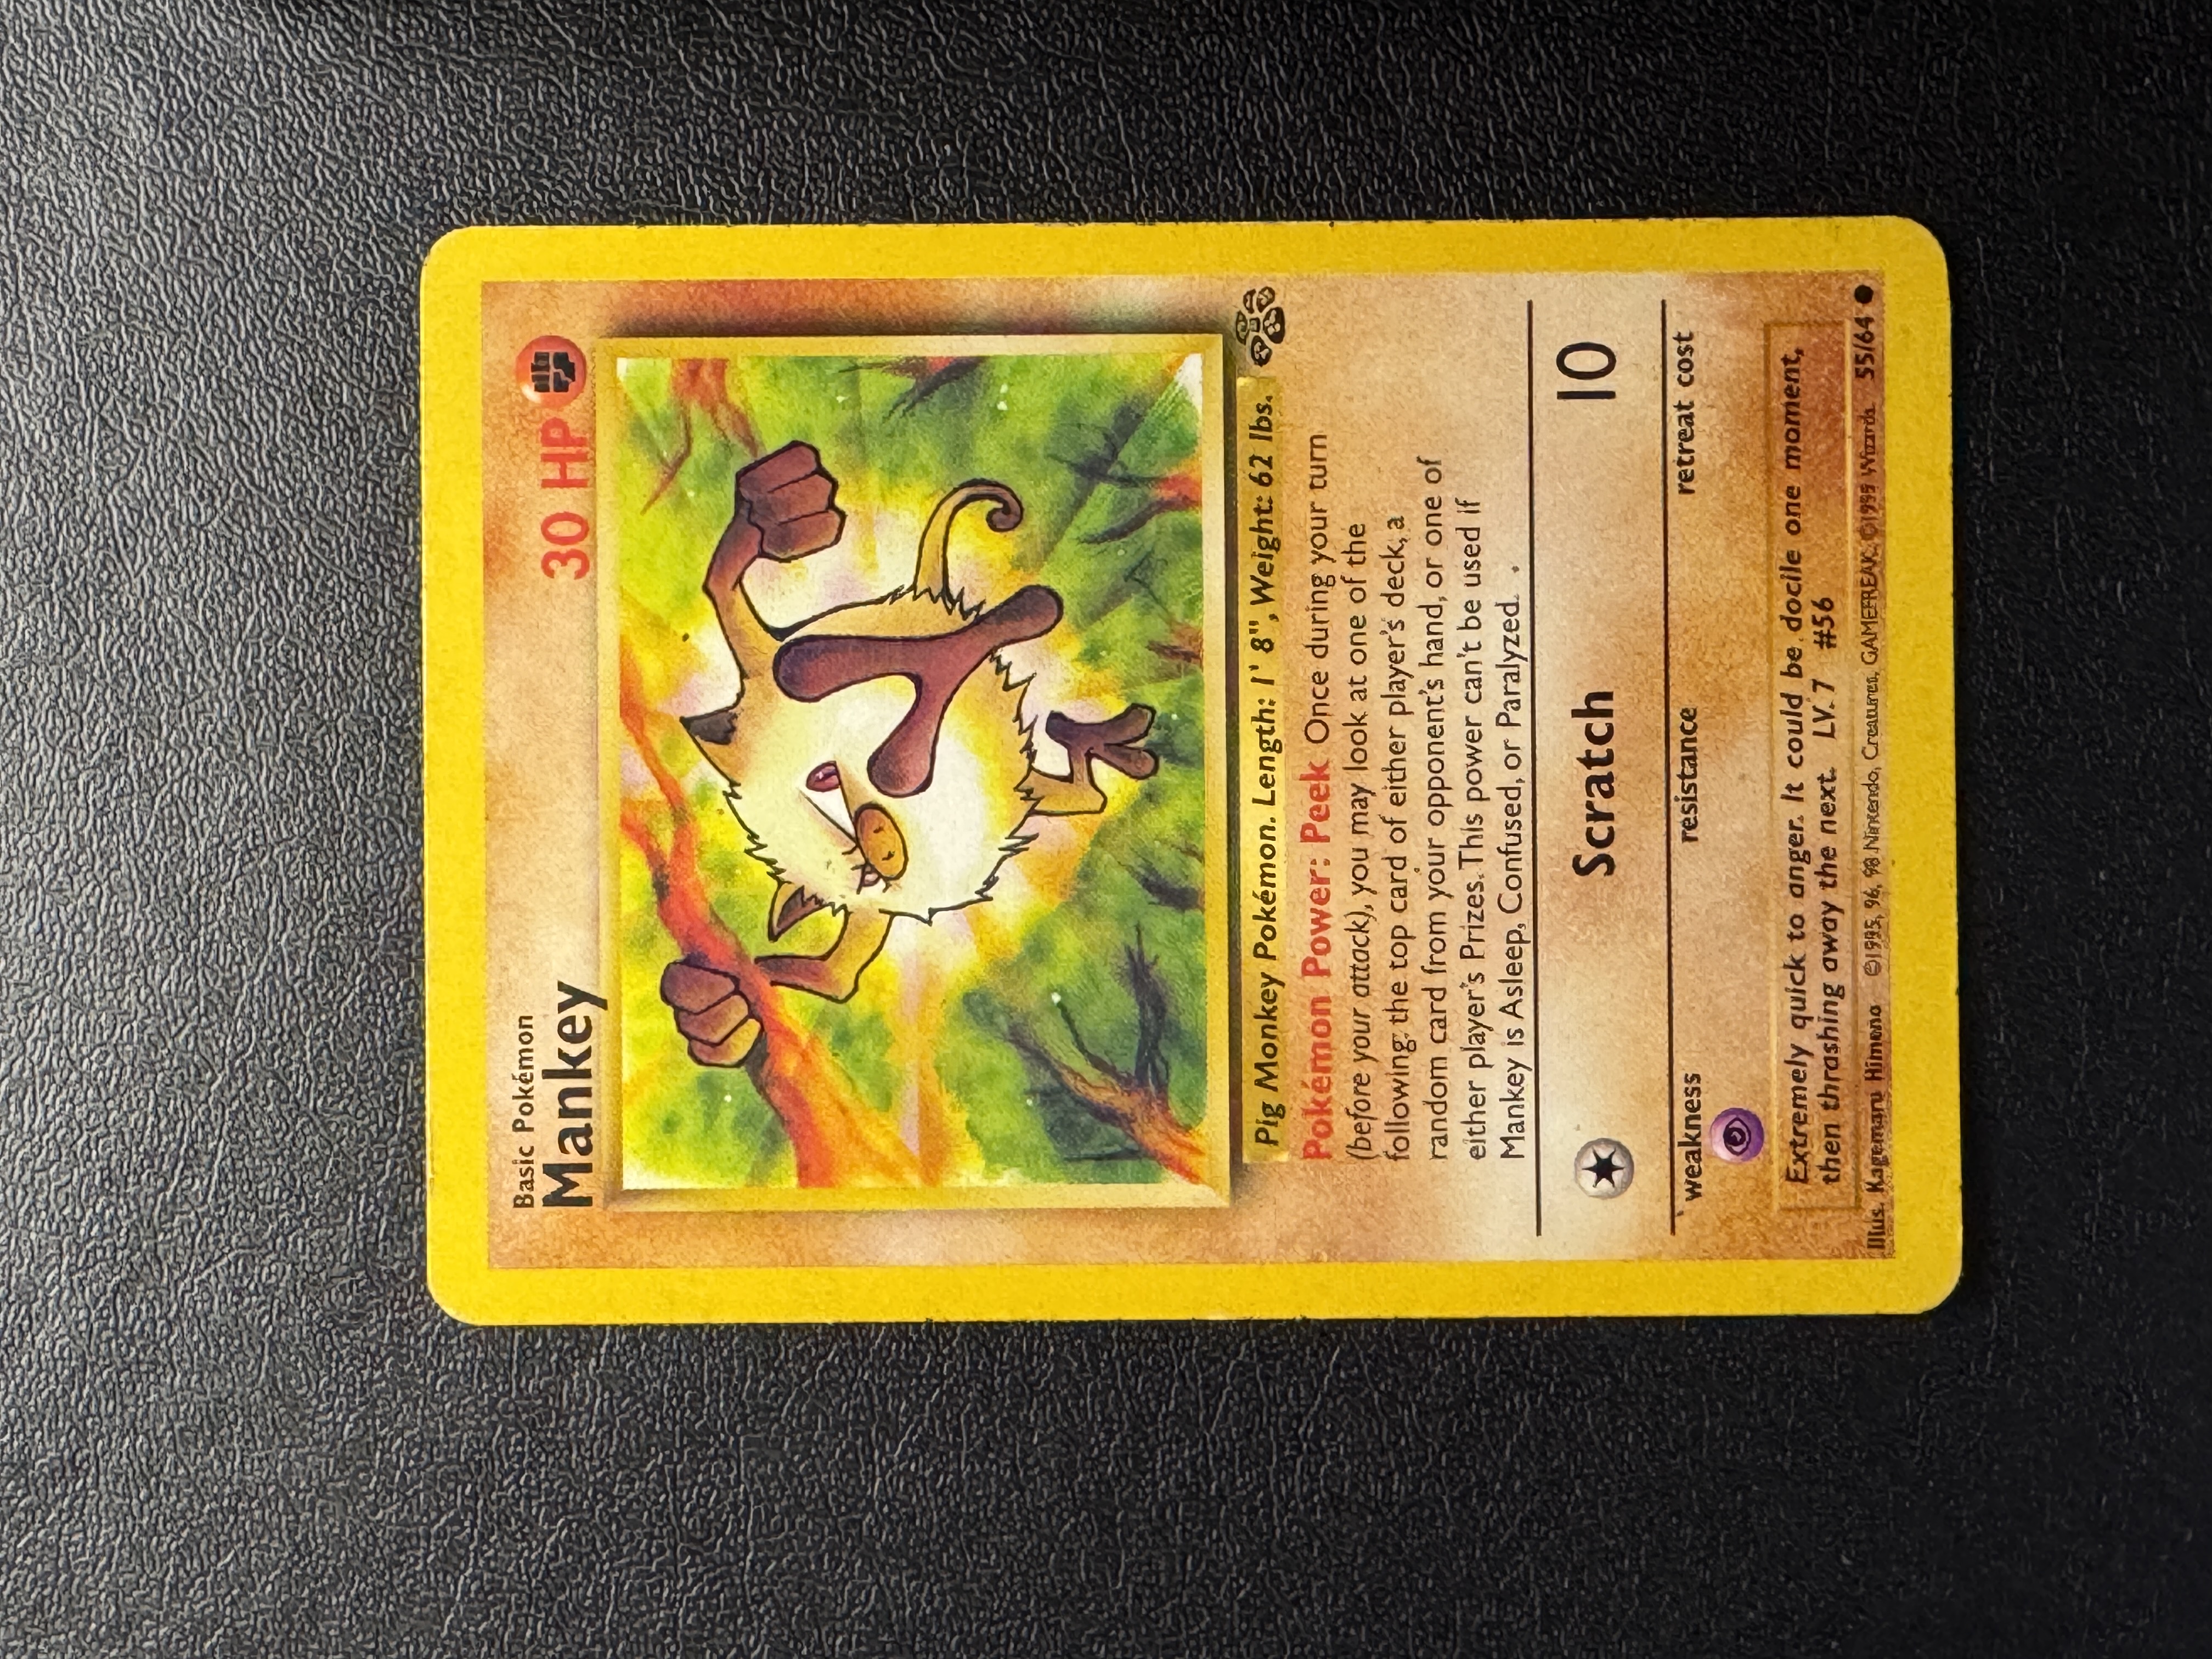 Basic Pokémon
Mankey
30 HP
Pig Monkey Pokémon. Length: 1' 8", Weight: 62 lbs.
Pokémon Power: Peek Once during your turn
(before your attack), you may look at one of the
following: the top card of either player's deck, a
random card from your opponent's hand, or one of
either player's Prizes. This power can't be used if
Mankey is Asleep, Confused, or Paralyzed.
Scratch 10
weakness resistance retreat cost
Extremely quick to anger. It could be docile one moment,
then thrashing away the next. LV. 7 #56
Illus. Kagemaru Himeno ©1995, 96, 98 Nintendo, Creatures, GAMEFREAK. ©1999 Wizards. 55/64